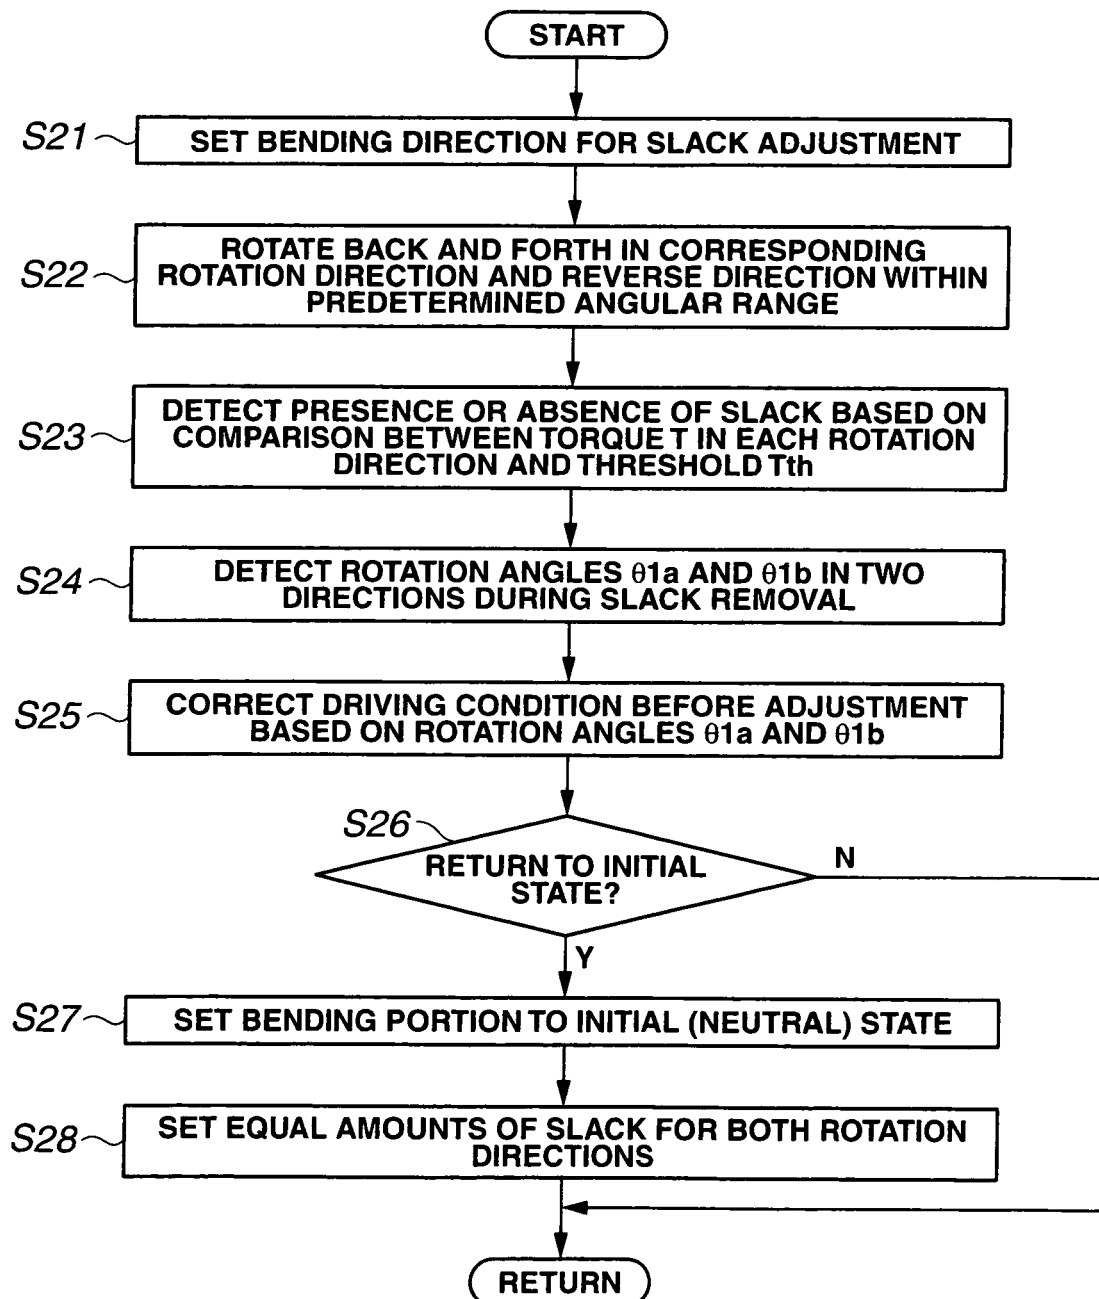 START
S21
SET BENDING DIRECTION FOR SLACK ADJUSTMENT
S22
ROTATE BACK AND FORTH IN CORRESPONDING
ROTATION DIRECTION AND REVERSE DIRECTION WITHIN
PREDETERMINED ANGULAR RANGE
S23
DETECT PRESENCE OR ABSENCE OF SLACK BASED ON
COMPARISON BETWEEN TORQUE T IN EACH ROTATION
DIRECTION AND THRESHOLD Tth
S24
DETECT ROTATION ANGLES θ1a AND θ1b IN TWO
DIRECTIONS DURING SLACK REMOVAL
S25
CORRECT DRIVING CONDITION BEFORE ADJUSTMENT
BASED ON ROTATION ANGLES θ1a AND θ1b
S26
RETURN TO INITIAL
STATE?
N
Y
S27
SET BENDING PORTION TO INITIAL (NEUTRAL) STATE
S28
SET EQUAL AMOUNTS OF SLACK FOR BOTH ROTATION
DIRECTIONS
RETURN